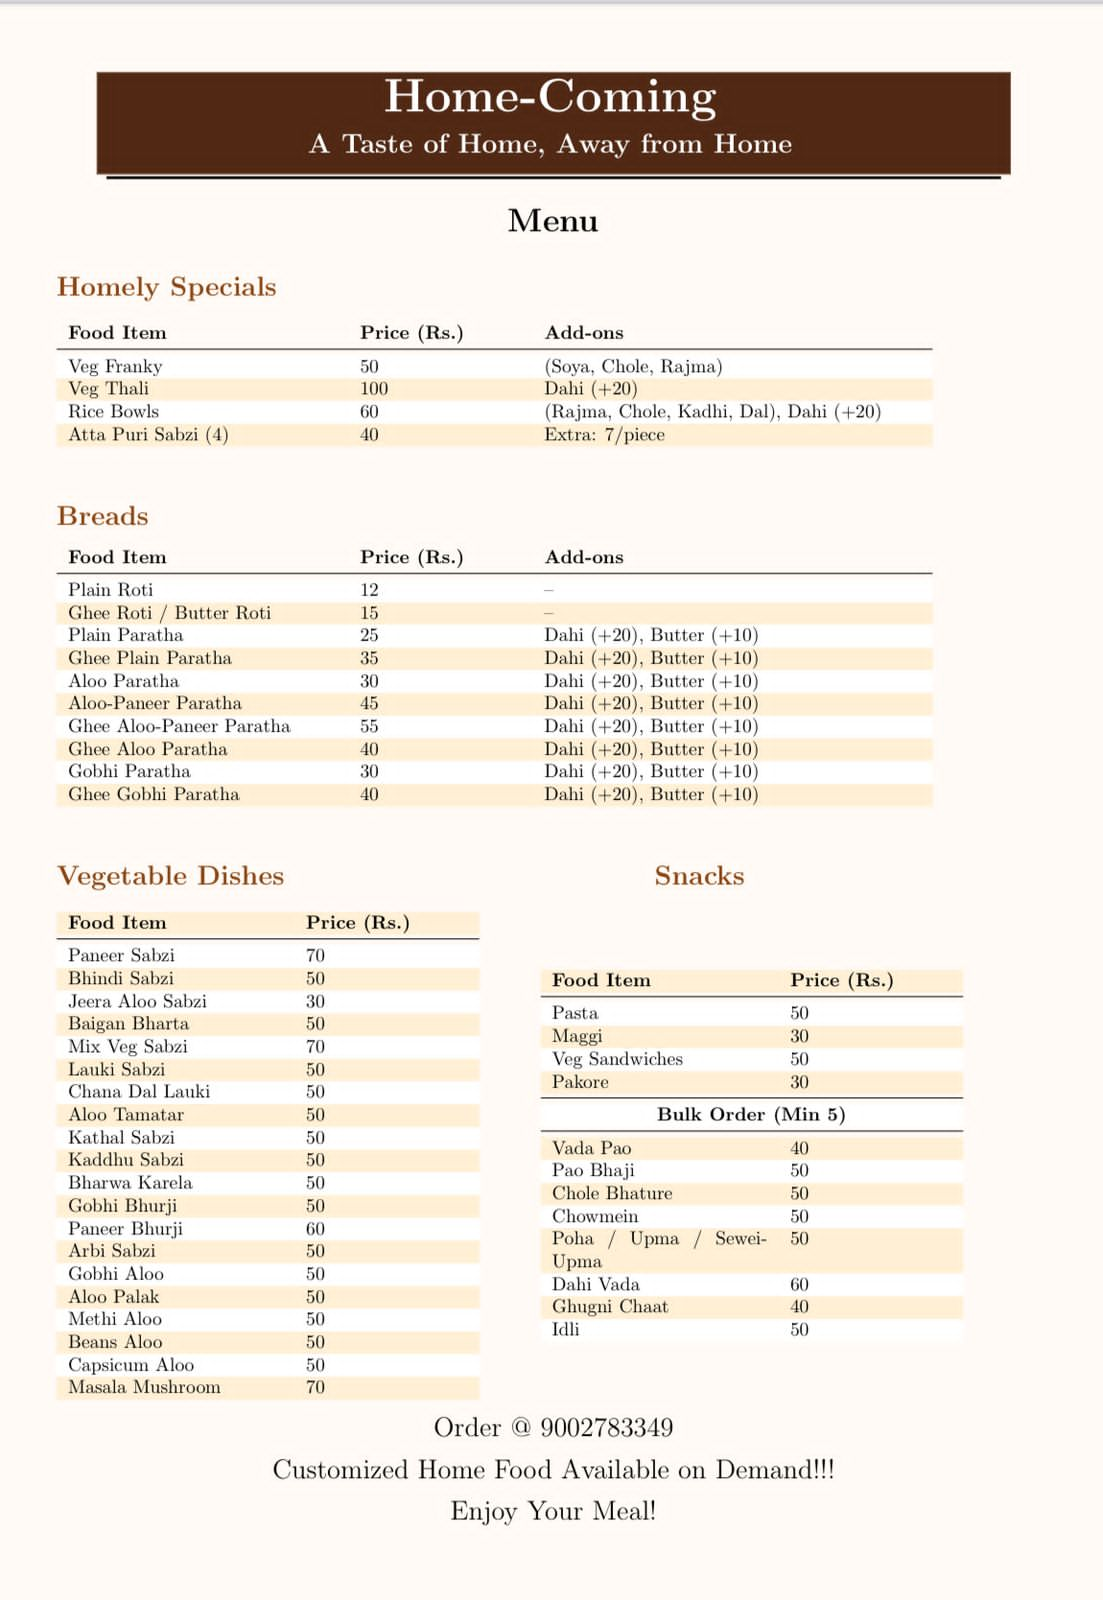 Home-Coming
A Taste of Home, Away from Home
Menu
Homely Specials
Food Item Price (Rs.) Add-ons
Veg Franky 50 (Soya, Chole, Rajma)
Veg Thali 100 Dahi (+20)
Rice Bowls 60 (Rajma, Chole, Kadhi, Dal), Dahi (+20)
Atta Puri Sabzi (4) 40 Extra: 7/piece
Breads
Food Item Price (Rs.) Add-ons
Plain Roti 12 –
Ghee Roti / Butter Roti 15 –
Plain Paratha 25 Dahi (+20), Butter (+10)
Ghee Plain Paratha 35 Dahi (+20), Butter (+10)
Aloo Paratha 30 Dahi (+20), Butter (+10)
Aloo-Paneer Paratha 45 Dahi (+20), Butter (+10)
Ghee Aloo-Paneer Paratha 55 Dahi (+20), Butter (+10)
Ghee Aloo Paratha 40 Dahi (+20), Butter (+10)
Gobhi Paratha 30 Dahi (+20), Butter (+10)
Ghee Gobhi Paratha 40 Dahi (+20), Butter (+10)
Vegetable Dishes
Food Item Price (Rs.)
Paneer Sabzi 70
Bhindi Sabzi 50
Jeera Aloo Sabzi 30
Baigan Bharta 50
Mix Veg Sabzi 70
Lauki Sabzi 50
Chana Dal Lauki 50
Aloo Tamatar 50
Kathal Sabzi 50
Kaddhu Sabzi 50
Bharwa Karela 50
Gobhi Bhurji 50
Paneer Bhurji 60
Arbi Sabzi 50
Gobhi Aloo 50
Aloo Palak 50
Methi Aloo 50
Beans Aloo 50
Capsicum Aloo 50
Masala Mushroom 70
Snacks
Food Item Price (Rs.)
Pasta 50
Maggi 30
Veg Sandwiches 50
Pakore 30
Bulk Order (Min 5)
Vada Pao 40
Pao Bhaji 50
Chole Bhature 50
Chowmein 50
Poha / Upma / Sewei- 50
Upma
Dahi Vada 60
Ghugni Chaat 40
Idli 50
Order @ 9002783349
Customized Home Food Available on Demand!!!
Enjoy Your Meal!